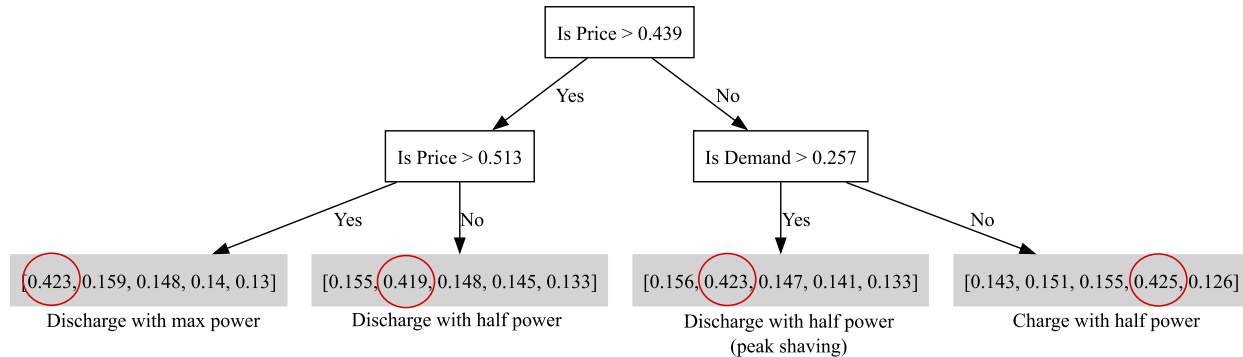 Is Price > 0.439
Yes
No
Is Price > 0.513
Is Demand > 0.257
Yes
No
Yes
No
[0.423, 0.159, 0.148, 0.14, 0.13]
[0.155, 0.419, 0.148, 0.145, 0.133]
[0.156, 0.423, 0.147, 0.141, 0.133]
[0.143, 0.151, 0.155, 0.425, 0.126]
Discharge with max power
Discharge with half power
Discharge with half power
(peak shaving)
Charge with half power